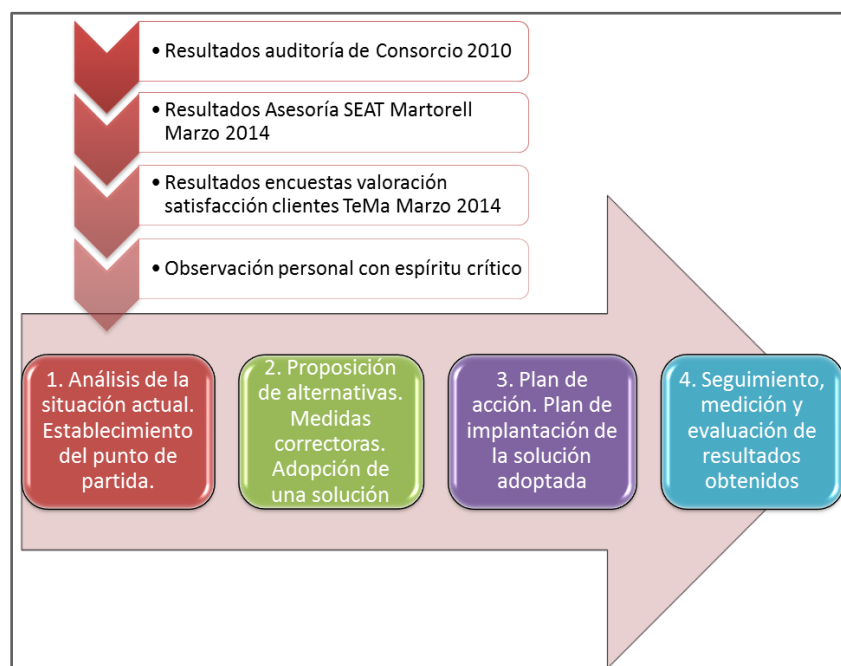 • Resultados auditoría de Consorcio 2010
• Resultados Asesoría SEAT Martorell
Marzo 2014
• Resultados encuestas valoración
satisfacción clientes TeMa Marzo 2014
• Observación personal con espíritu crítico
1. Análisis de la
situación actual.
Establecimiento
del punto de
partida.
2. Proposición
de alternativas.
Medidas
correctoras.
Adopción de
una solución
3. Plan de
acción. Plan de
implantación de
la solución
adoptada
4. Seguimiento,
medición y
evaluación de
resultados
obtenidos